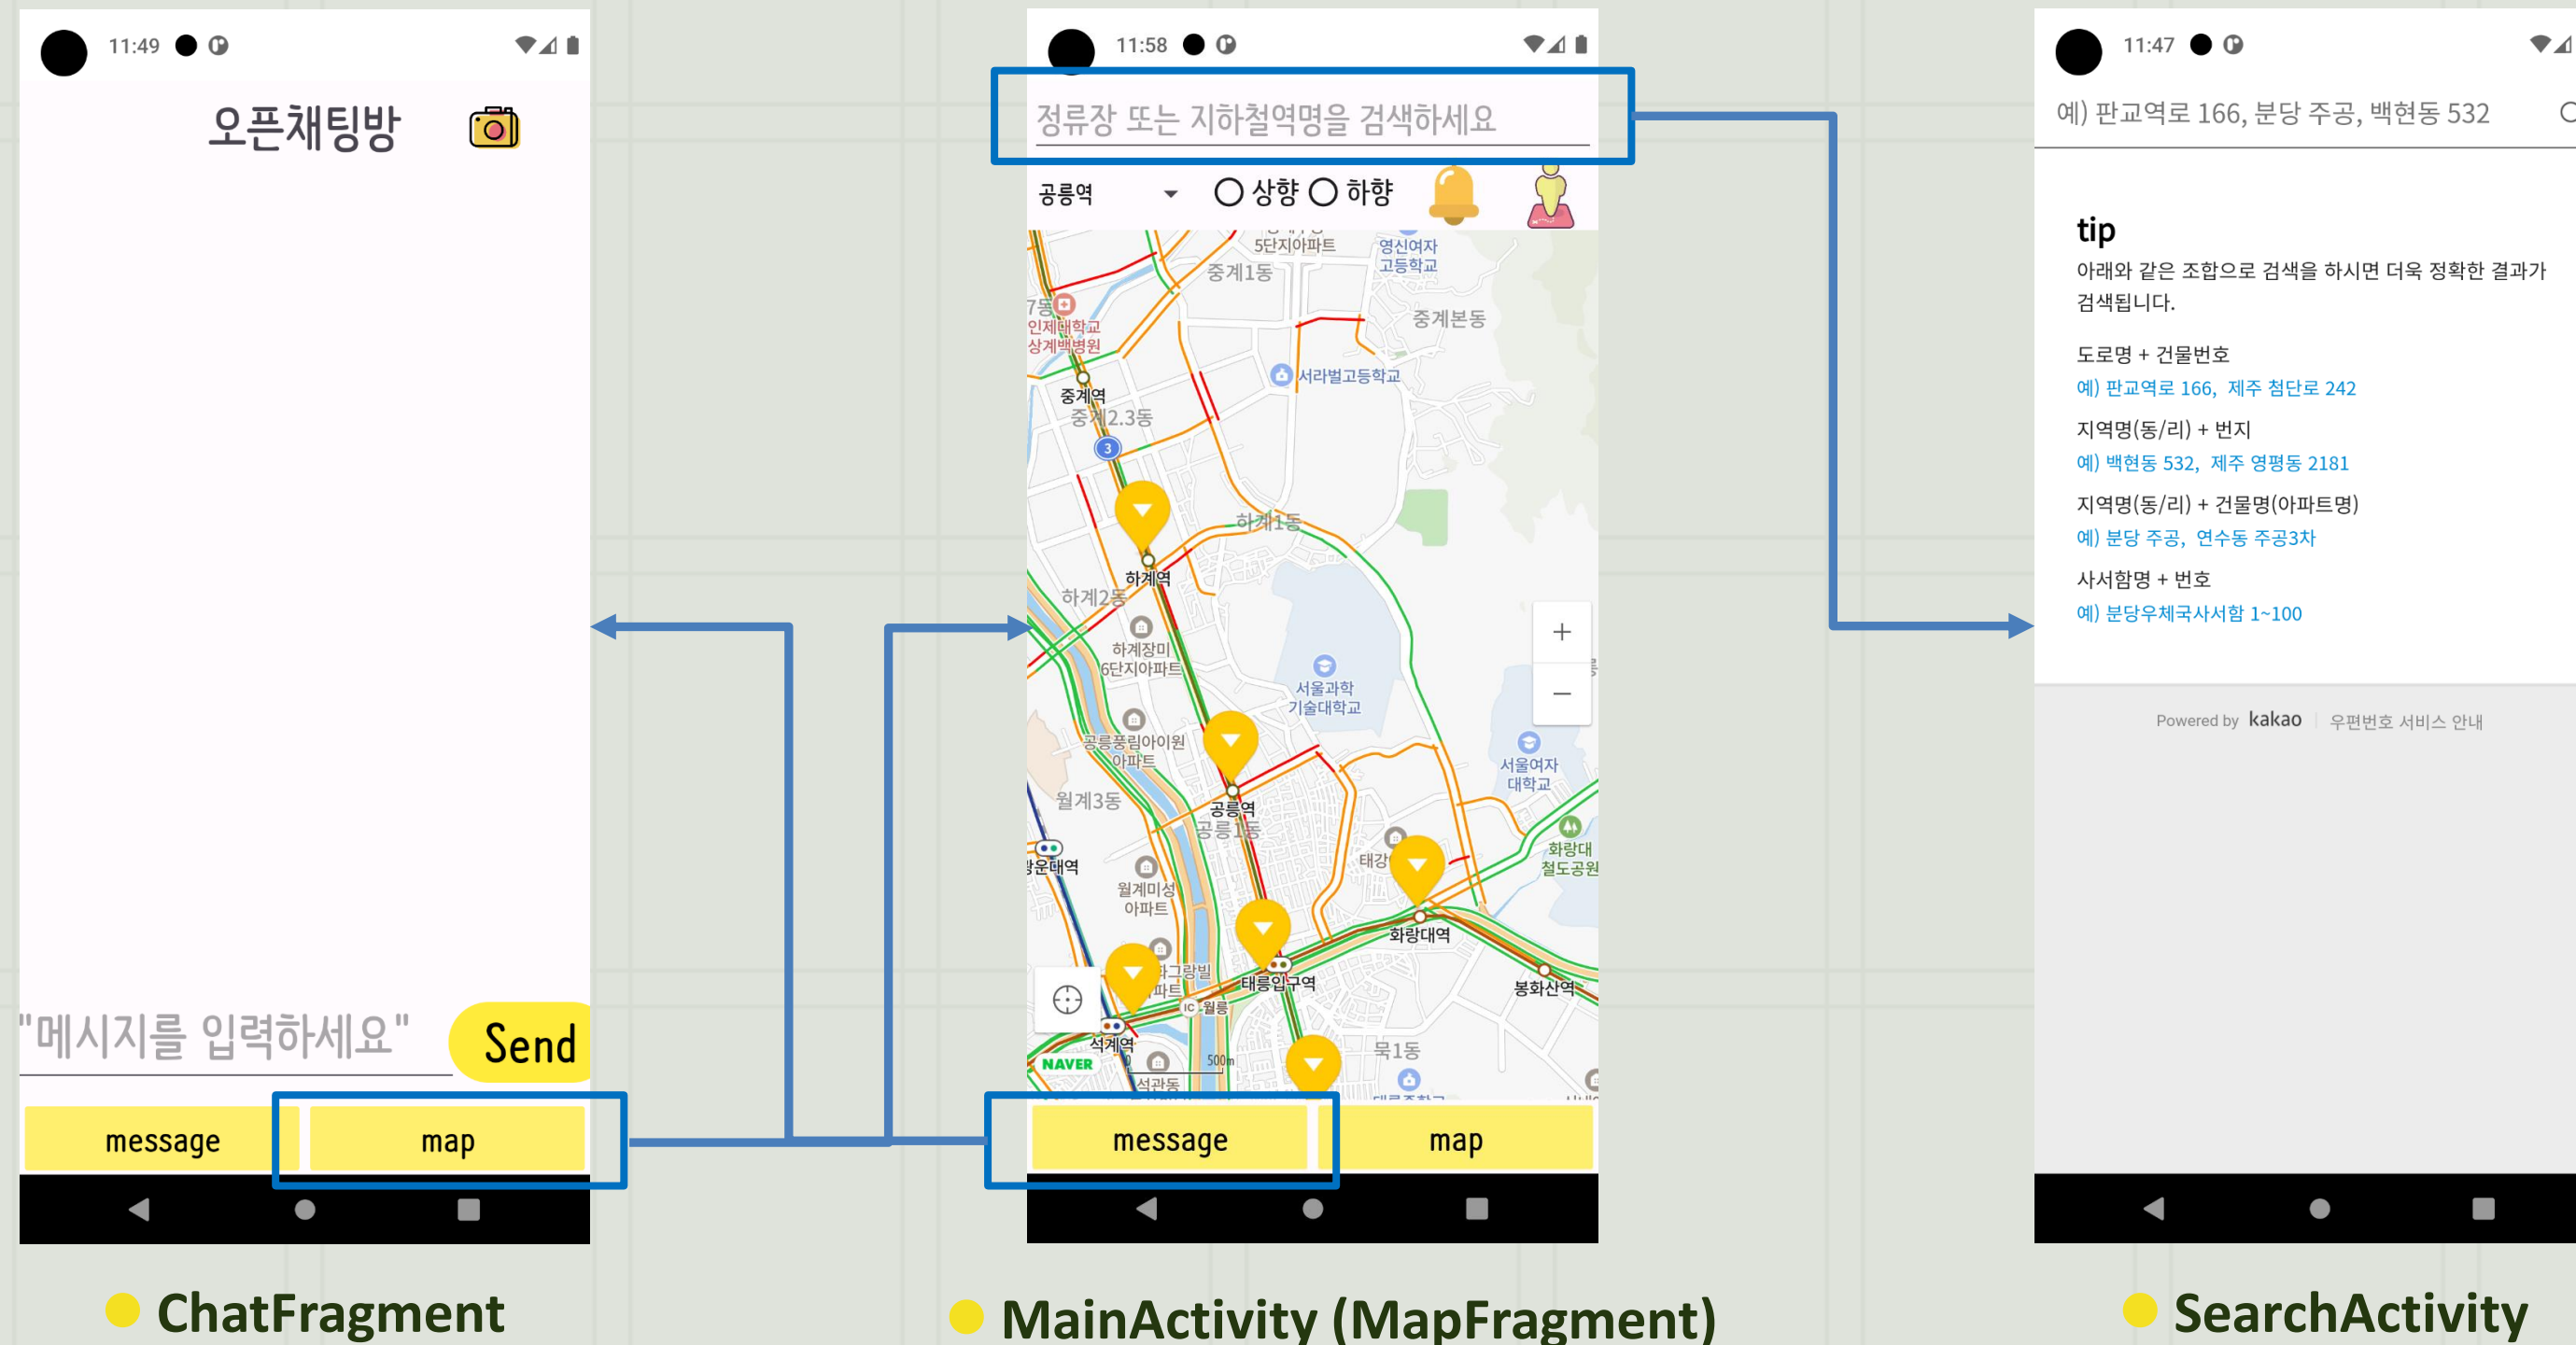 11:49
오픈채팅방
"메시지를 입력하세요"
Send
message
map
ChatFragment
11:58
정류장 또는 지하철역명을 검색하세요
공릉역
상향
하향
5단지아파트
영신여자
고등학교
중계1동
7동
인제대학교
상계백병원
중계본동
서라벌고등학교
중계역
중계2.3동
3
하계1동
하계역
하계2동
하계장미
6단지아파트
서울과학
기술대학교
공릉풍림아이원
아파트
서울여자
대학교
월계3동
공릉역
공릉1동
화랑대
철도공원
태강
월계미성
아파트
화랑대역
그랑빌
파트
태릉입구역
봉화산역
IC 월릉
석계역
NAVER
0
500m
석관동
묵1동
message
map
MainActivity (MapFragment)
11:47
예) 판교역로 166, 분당 주공, 백현동 532
tip
아래와 같은 조합으로 검색을 하시면 더욱 정확한 결과가
검색됩니다.
도로명 + 건물번호
예) 판교역로 166, 제주 첨단로 242
지역명(동/리) + 번지
예) 백현동 532, 제주 영평동 2181
지역명(동/리) + 건물명(아파트명)
예) 분당 주공, 연수동 주공3차
사서함명 + 번호
예) 분당우체국사서함 1~100
Powered by kakao 우편번호 서비스 안내
SearchActivity